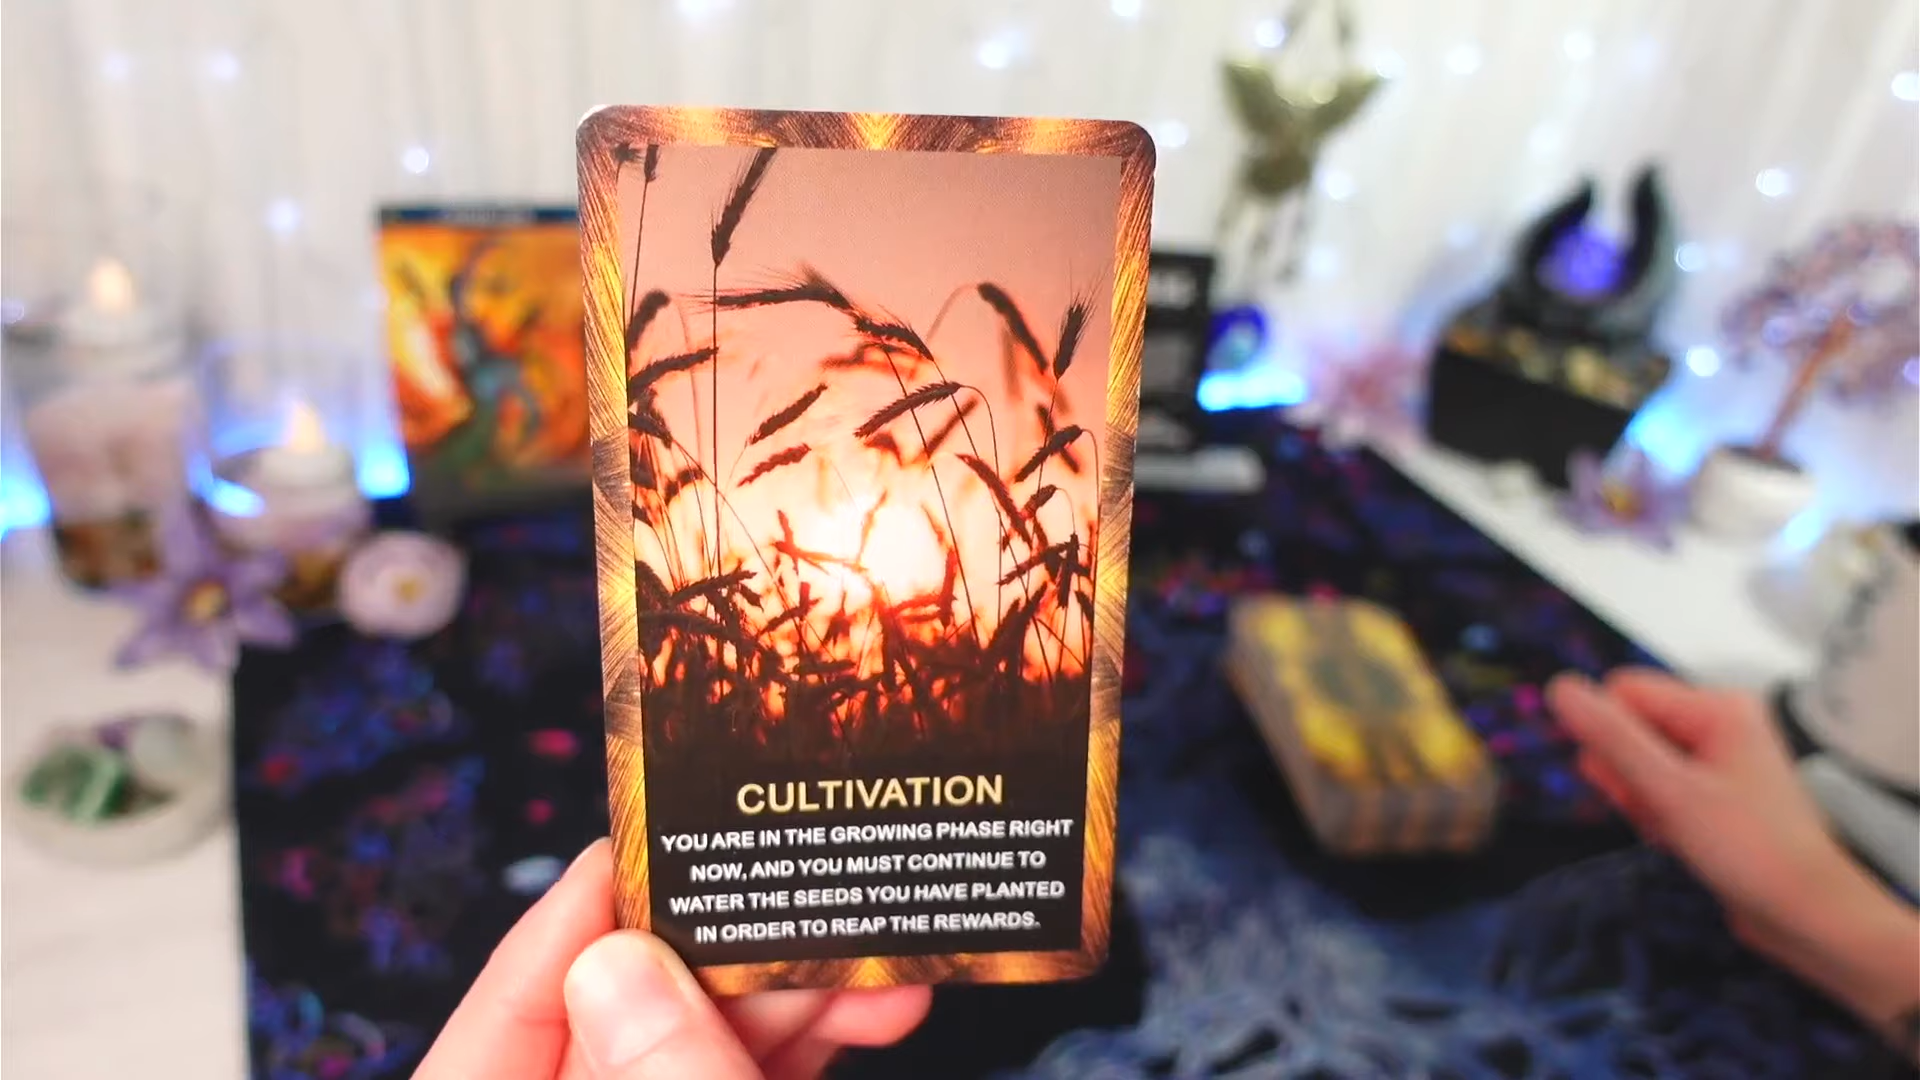 CULTIVATION
YOU ARE IN THE GROWING PHASE RIGHT
NOW, AND YOU MUST CONTINUE TO
WATER THE SEEDS YOU HAVE PLANTED
IN ORDER TO REAP THE REWARDS.